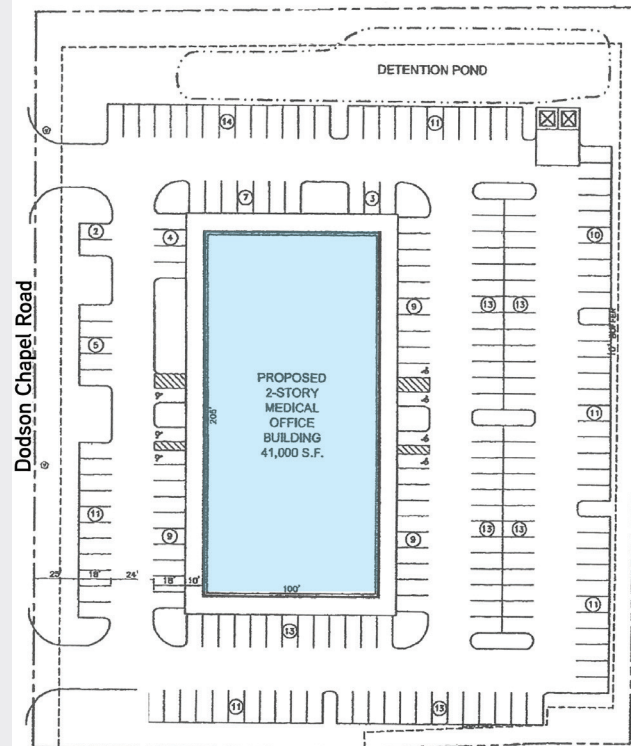 DETENTION POND
14
11
7
3
2
4
10
9
13 13
10' BUFFER
5
Dodson Chapel Road
PROPOSED
2-STORY
MEDICAL
OFFICE
BUILDING
41,000 S.F.
11
11
9
9
13 13
11
25' 18' 24' 18' 10'
100'
13
11
13